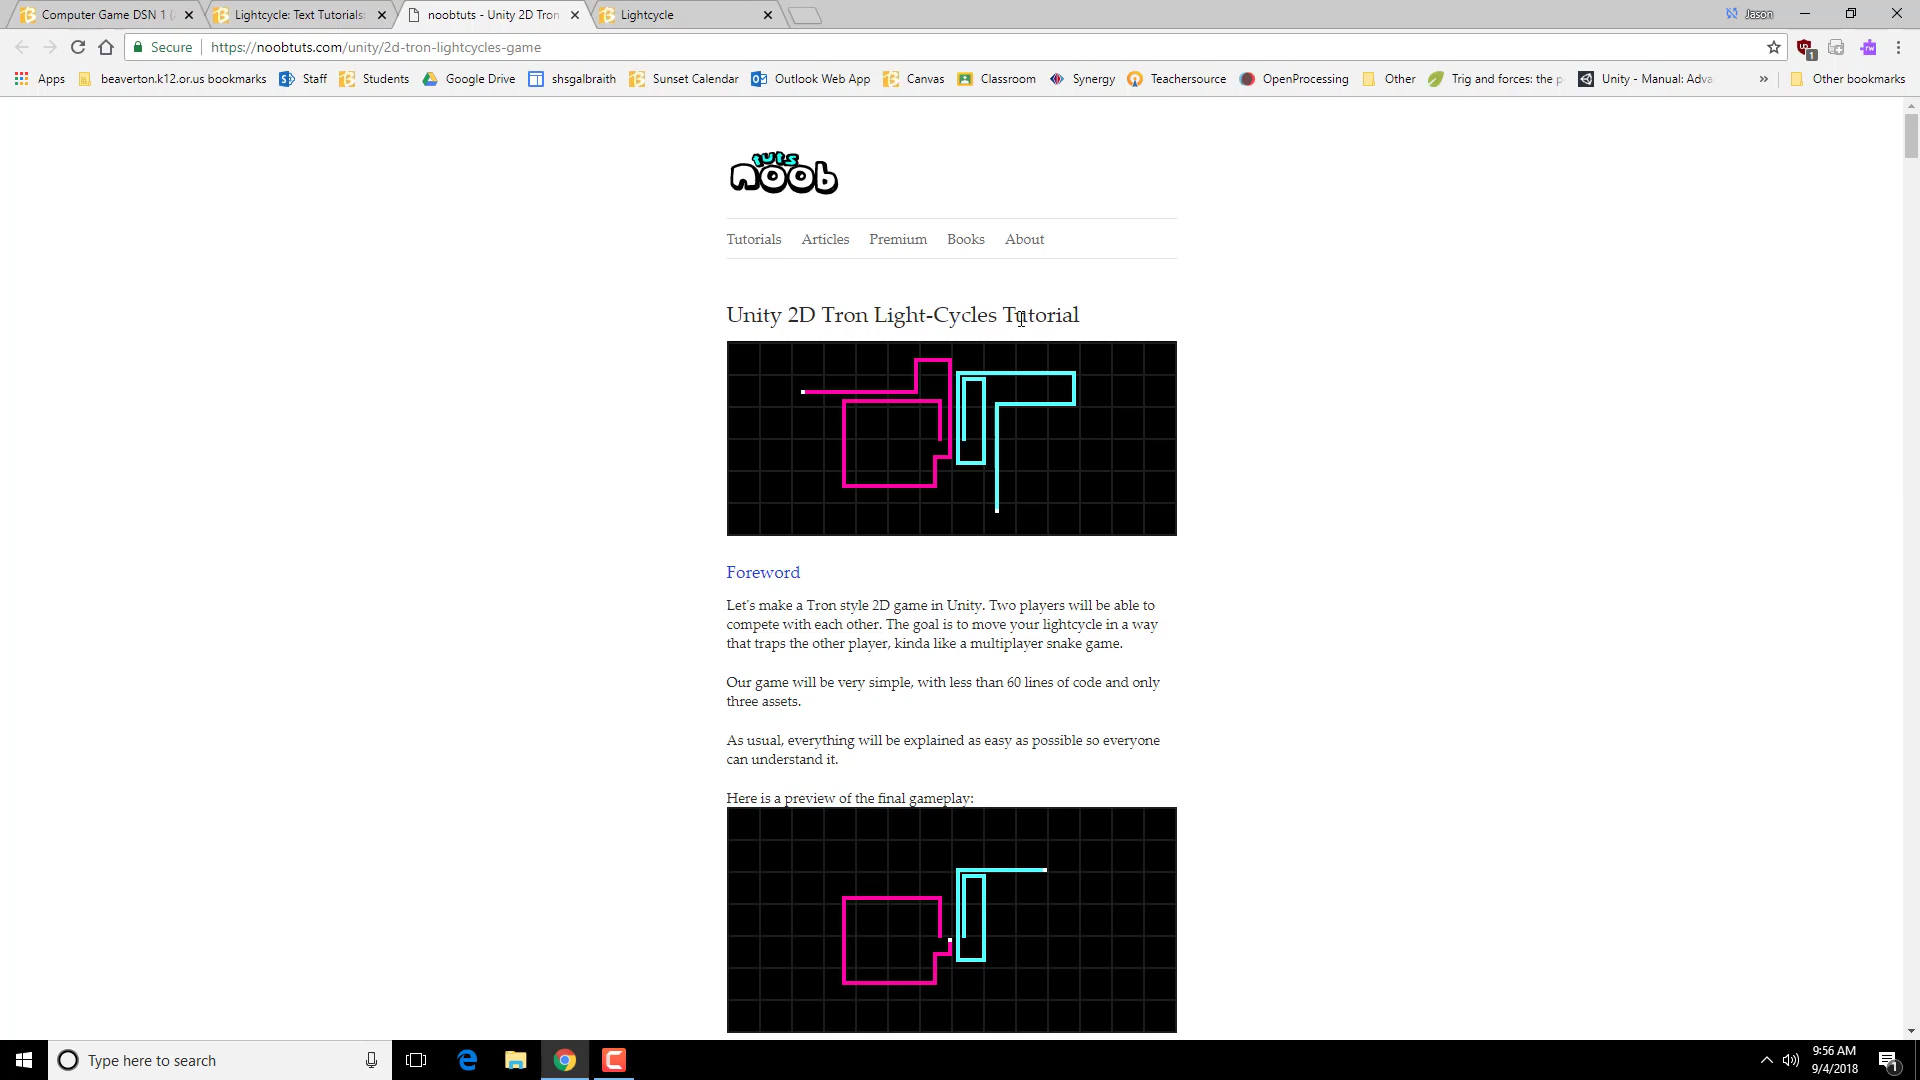 Computer Game DSN 1 (
Lightcycle: Text Tutorials:
noobtuts - Unity 2D Tron
Lightcycle
Jason
Secure
https://noobtuts.com/unity/2d-tron-lightcycles-game
Apps
beaverton.k12.or.us bookmarks
Staff
Students
Google Drive
shsgalbraith
Sunset Calendar
Outlook Web App
Canvas
Classroom
Synergy
Teachersource
OpenProcessing
Other
Trig and forces: the p
Unity - Manual: Adva
»
Other bookmarks
tuts
noob
Tutorials
Articles
Premium
Books
About
Unity 2D Tron Light-Cycles Tutorial
Foreword
Let's make a Tron style 2D game in Unity. Two players will be able to
compete with each other. The goal is to move your lightcycle in a way
that traps the other player, kinda like a multiplayer snake game.
Our game will be very simple, with less than 60 lines of code and only
three assets.
As usual, everything will be explained as easy as possible so everyone
can understand it.
Here is a preview of the final gameplay:
Type here to search
9:56 AM
9/4/2018
1